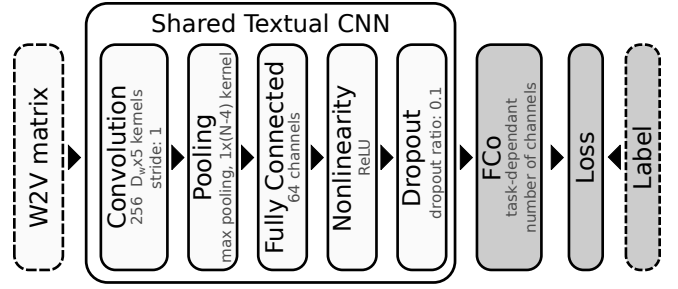 Shared Textual CNN
W2V matrix
Convolution
256 Dwx5 kernels
stride: 1
Pooling
max pooling, 1x(N-4) kernel
Fully Connected
64 channels
Nonlinearity
ReLU
Dropout
dropout ratio: 0.1
FCo
task-dependant
number of channels
Loss
Label